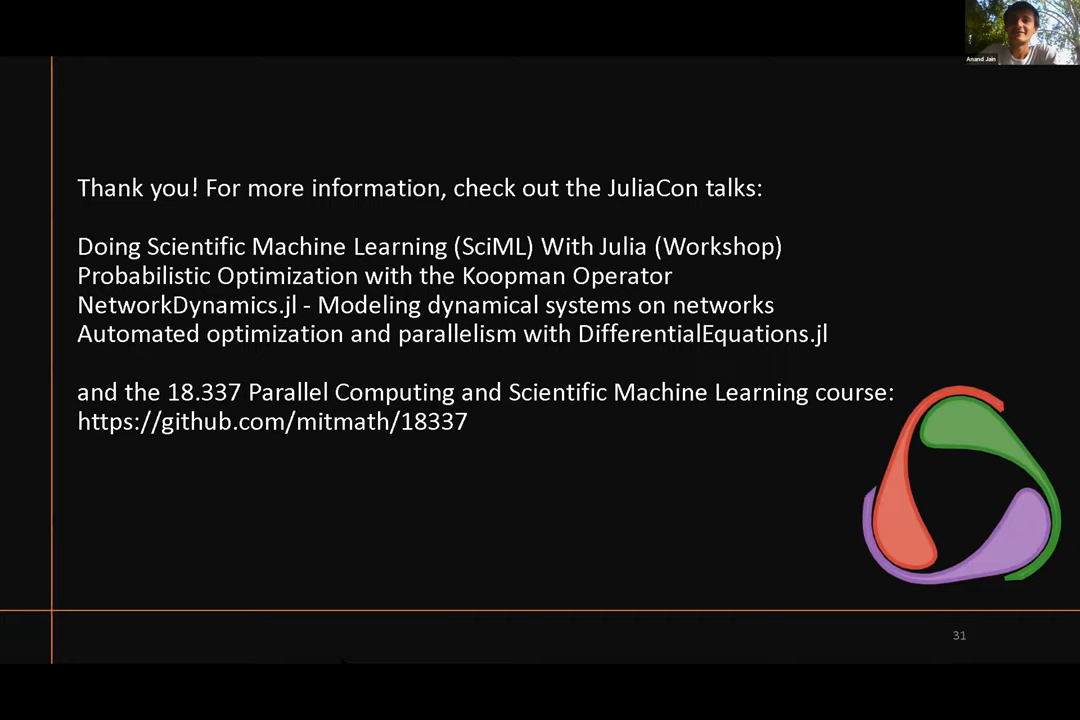 Anand Jain
Thank you! For more information, check out the JuliaCon talks:
Doing Scientific Machine Learning (SciML) With Julia (Workshop)
Probabilistic Optimization with the Koopman Operator
NetworkDynamics.jl - Modeling dynamical systems on networks
Automated optimization and parallelism with DifferentialEquations.jl
and the 18.337 Parallel Computing and Scientific Machine Learning course:
https://github.com/mitmath/18337
31